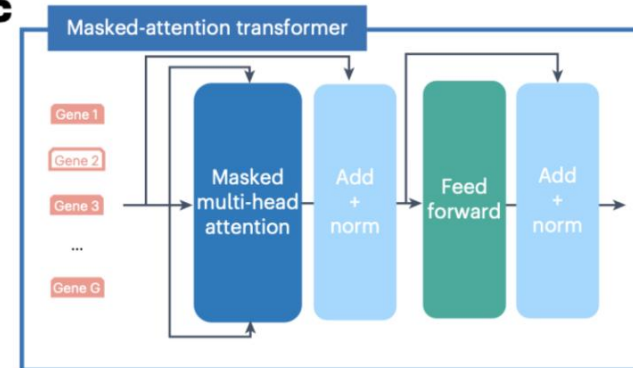 c
Masked-attention transformer
Gene 1
Gene 2
Gene 3
...
Gene G
Masked
multi-head
attention
Add
+
norm
Feed
forward
Add
+
norm